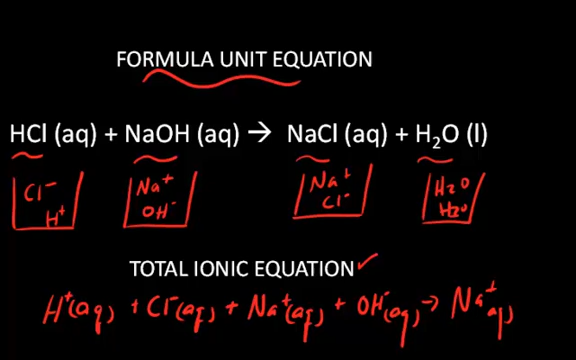 FORMULA UNIT EQUATION
HCl (aq) + NaOH (aq) → NaCl (aq) + H₂O (l)
Cl⁻ Na⁺ Na⁺ H₂O
H⁺ OH⁻ Cl⁻ H₂O
TOTAL IONIC EQUATION ✓
H⁺(aq) + Cl⁻(aq) + Na⁺(aq) + OH⁻(aq) → Na⁺aq)